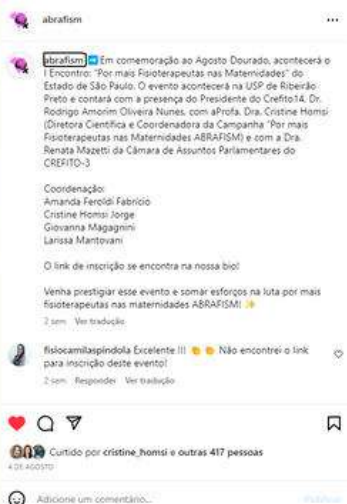 abrafism
abrafism ➡️ Em comemoração ao Agosto Dourado, acontecerá o
I Encontro: "Por mais Fisioterapeutas nas Maternidades" do
Estado de São Paulo. O evento acontecerá na USP de Ribeirão
Preto e contará com a presença do Presidente do Crefito14, Dr.
Rodrigo Amorim Oliveira Nunes, com aProfa. Dra. Cristine Homsi
(Diretora Científica e Coordenadora da Campanha "Por mais
Fisioterapeutas nas Maternidades ABRAFISM) e com a Dra.
Renata Mazetti da Câmara de Assuntos Parlamentares do
CREFITO-3
Coordenação:
Amanda Feroldi Fabricio
Cristine Homsi Jorge
Giovanna Magagnini
Larissa Mantovani
O link de inscrição se encontra na nossa bio!
Venha prestigiar esse evento e somar esforços na luta por mais
fisioterapeutas nas maternidades ABRAFISM! ✨
2 sem Ver tradução
fisiocamilaspindola Excelente !!! 👏 👏 Não encontrei o link
para inscrição deste evento!
2 sem Responder Ver tradução
Curtido por cristine_homsi e outras 417 pessoas
4 DE AGOSTO
Adicione um comentário...
Publicar